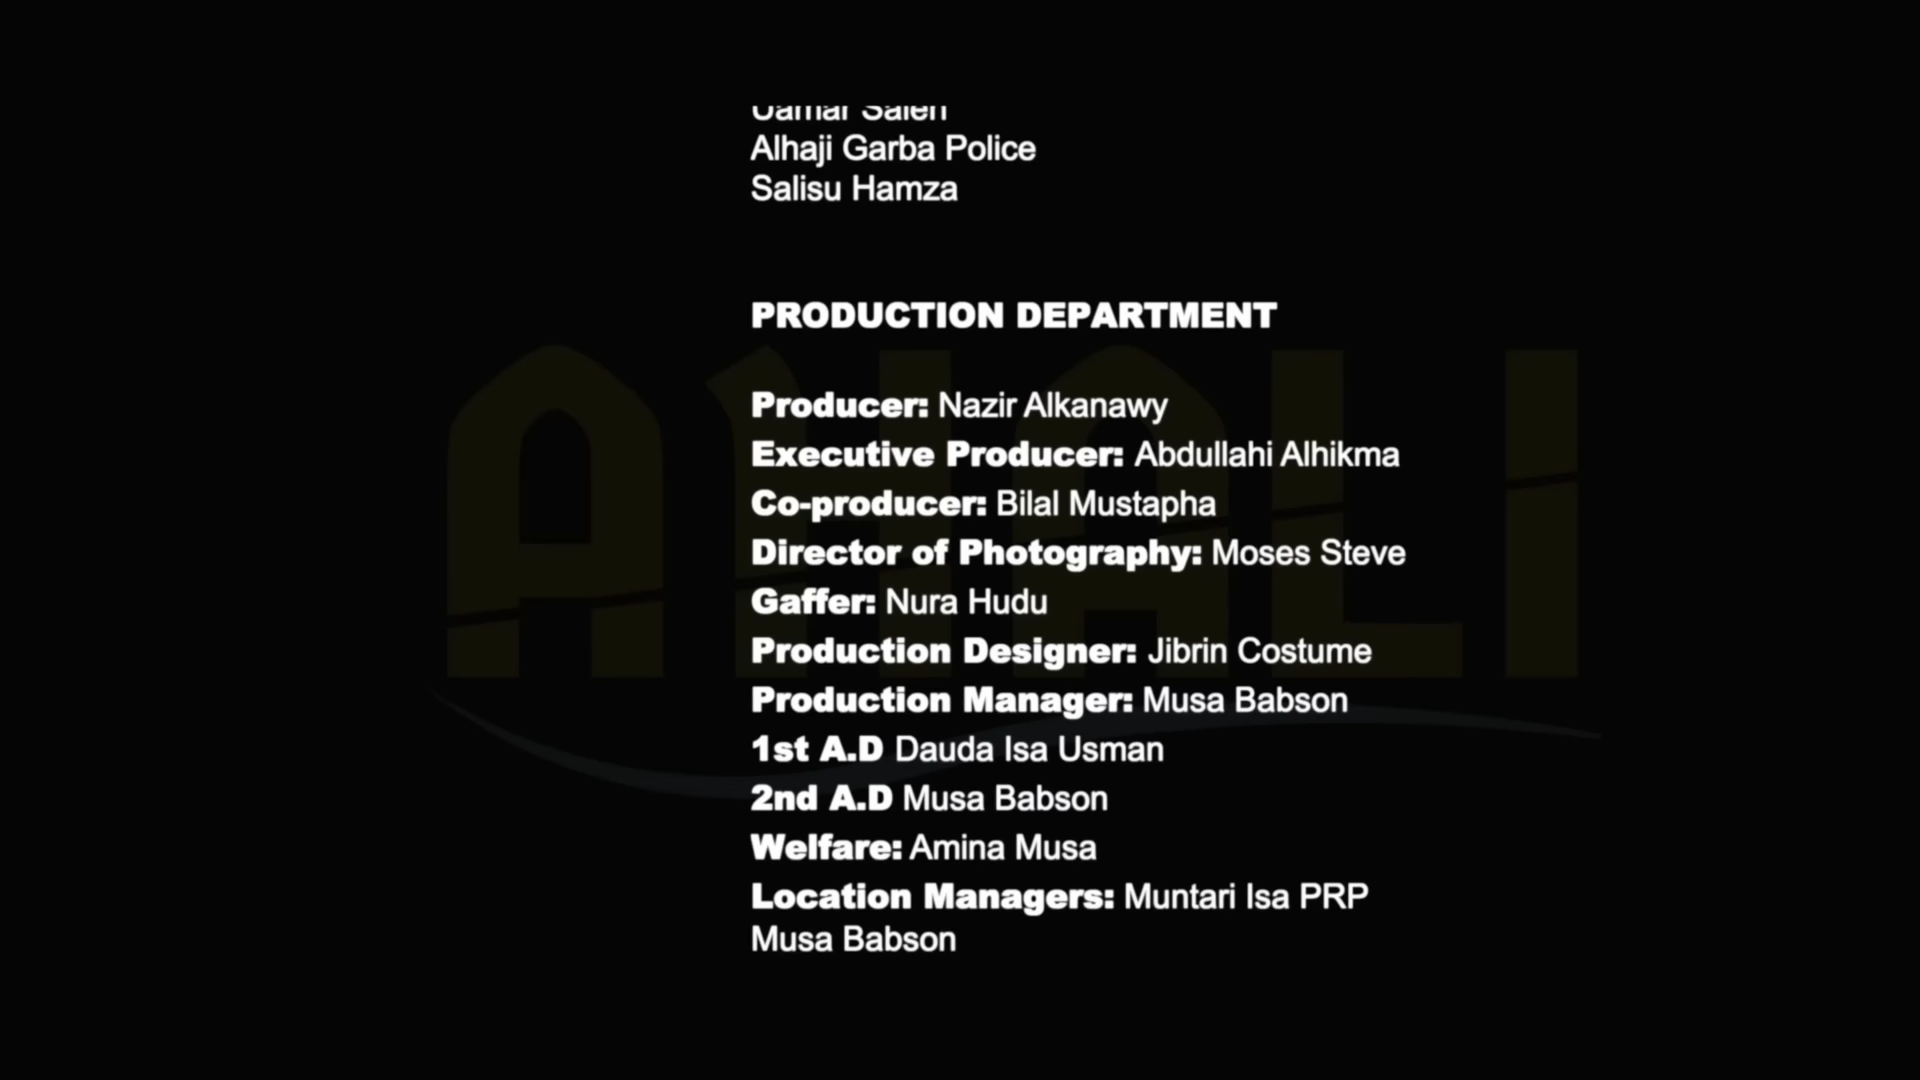 Alhaji Garba Police
Salisu Hamza
PRODUCTION DEPARTMENT
AHALI
Producer: Nazir Alkanawy
Executive Producer: Abdullahi Alhikma
Co-producer: Bilal Mustapha
Director of Photography: Moses Steve
Gaffer: Nura Hudu
Production Designer: Jibrin Costume
Production Manager: Musa Babson
1st A.D Dauda Isa Usman
2nd A.D Musa Babson
Welfare: Amina Musa
Location Managers: Muntari Isa PRP
Musa Babson